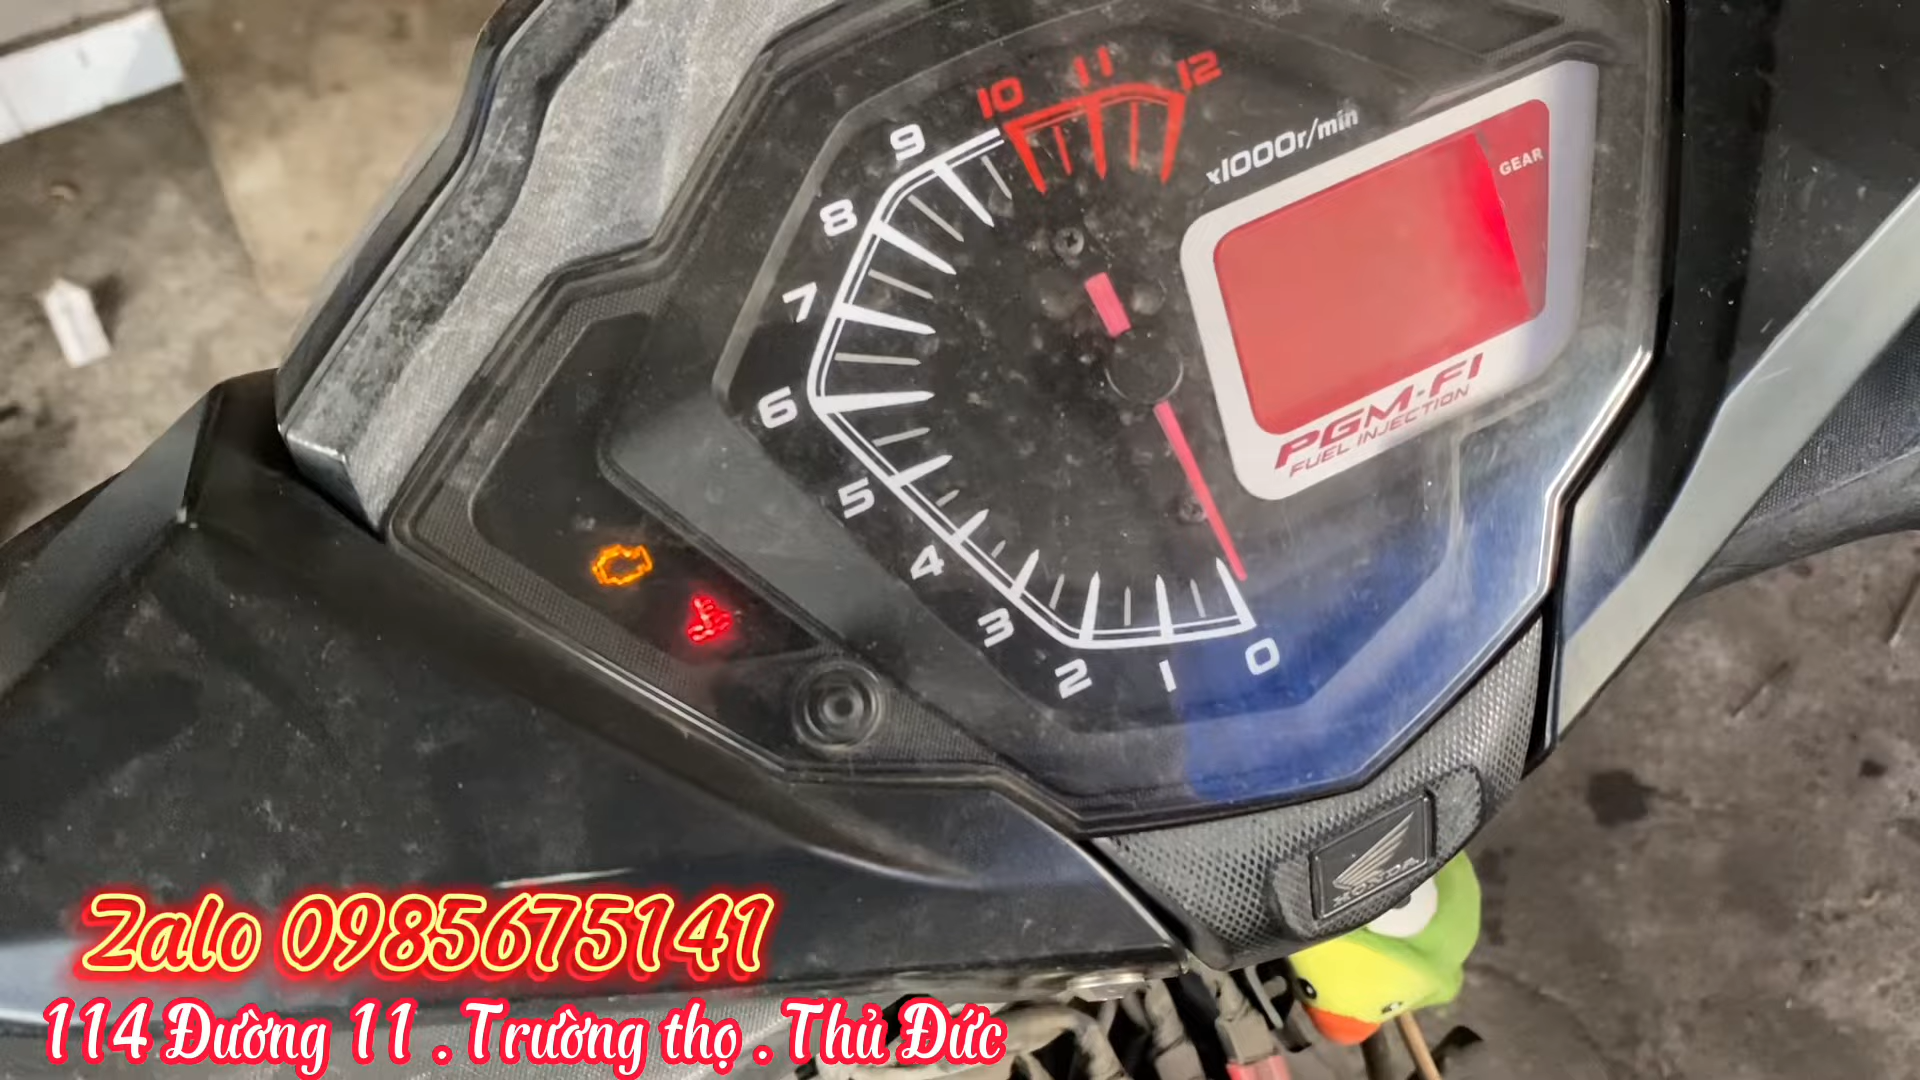 12
11
10
9
8
7
6
5
4
3
2
1
0
x1000r/min
GEAR
PGM-FI
FUEL INJECTION
HONDA
Zalo 0985675141
114 Đường 11 . Trường thọ . Thủ Đức